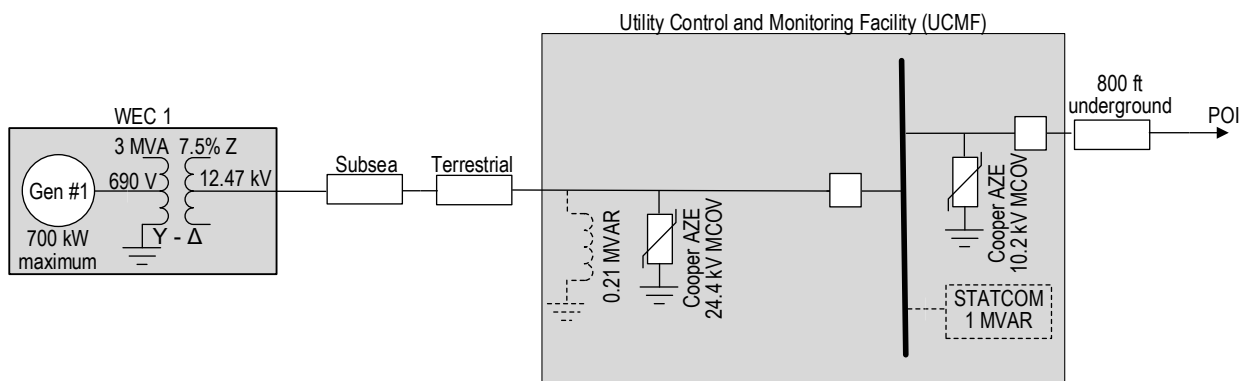 Utility Control and Monitoring Facility (UCMF)
WEC 1
3 MVA
7.5% Z
690 V
12.47 kV
Gen #1
700 kW
maximum
Y - Δ
Subsea
Terrestrial
0.21 MVAR
Cooper AZE
24.4 kV MCOV
Cooper AZE
10.2 kV MCOV
STATCOM
1 MVAR
800 ft
underground
POI